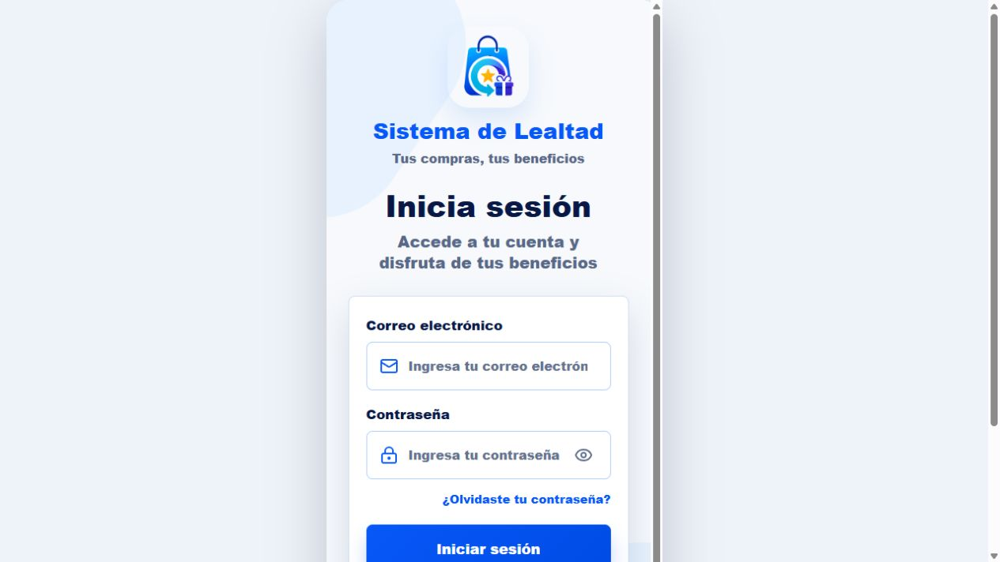 Sistema de Lealtad
Tus compras, tus beneficios
Inicia sesión
Accede a tu cuenta y
disfruta de tus beneficios
Correo electrónico
Ingresa tu correo electrón
Contraseña
Ingresa tu contraseña
¿Olvidaste tu contraseña?
Iniciar sesión